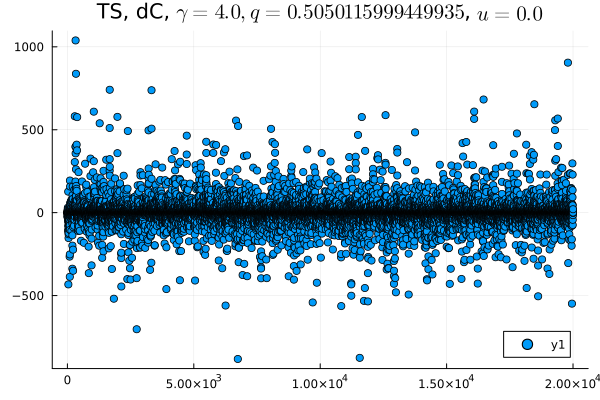 TS, dC, γ = 4.0, q = 0.5050115999449935, u = 0.0
1000
500
0
−500
y1
0 5.00×10³ 1.00×10⁴ 1.50×10⁴ 2.00×10⁴